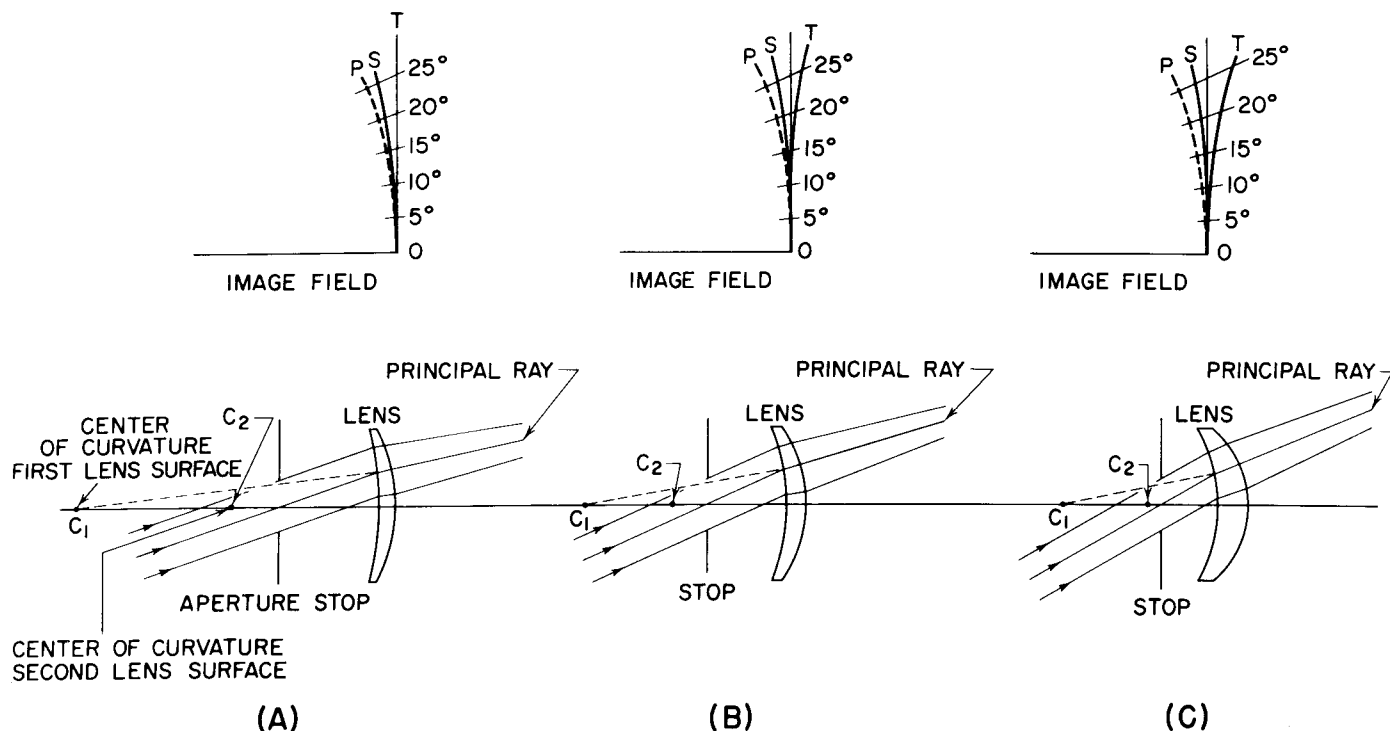 T
P S
25°
20°
15°
10°
5°
0
IMAGE FIELD
S T
P
25°
20°
15°
10°
5°
0
IMAGE FIELD
S T
P
25°
20°
15°
10°
5°
0
IMAGE FIELD
PRINCIPAL RAY
CENTER
OF CURVATURE
FIRST LENS SURFACE
C2
LENS
C1
APERTURE STOP
CENTER OF CURVATURE
SECOND LENS SURFACE
(A)
PRINCIPAL RAY
LENS
C2
C1
STOP
(B)
PRINCIPAL RAY
LENS
C2
C1
STOP
(C)